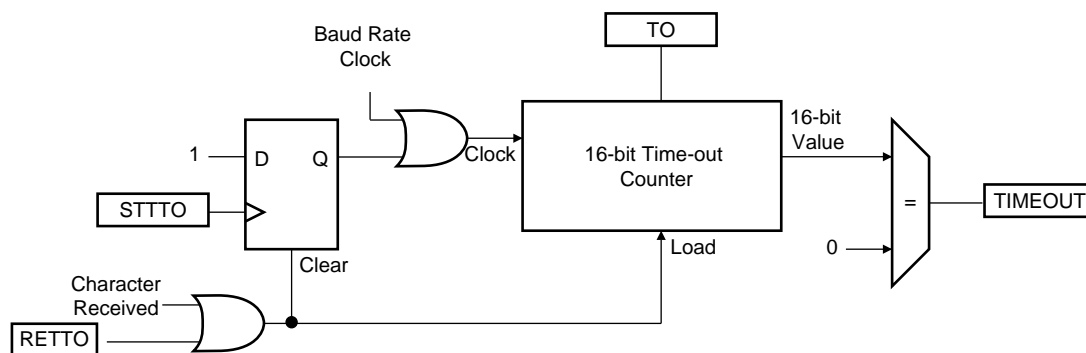 TO
Baud Rate
Clock
1
D
Q
Clock
16-bit Time-out
Counter
16-bit
Value
=
TIMEOUT
STTTO
0
Clear
Load
Character
Received
RETTO